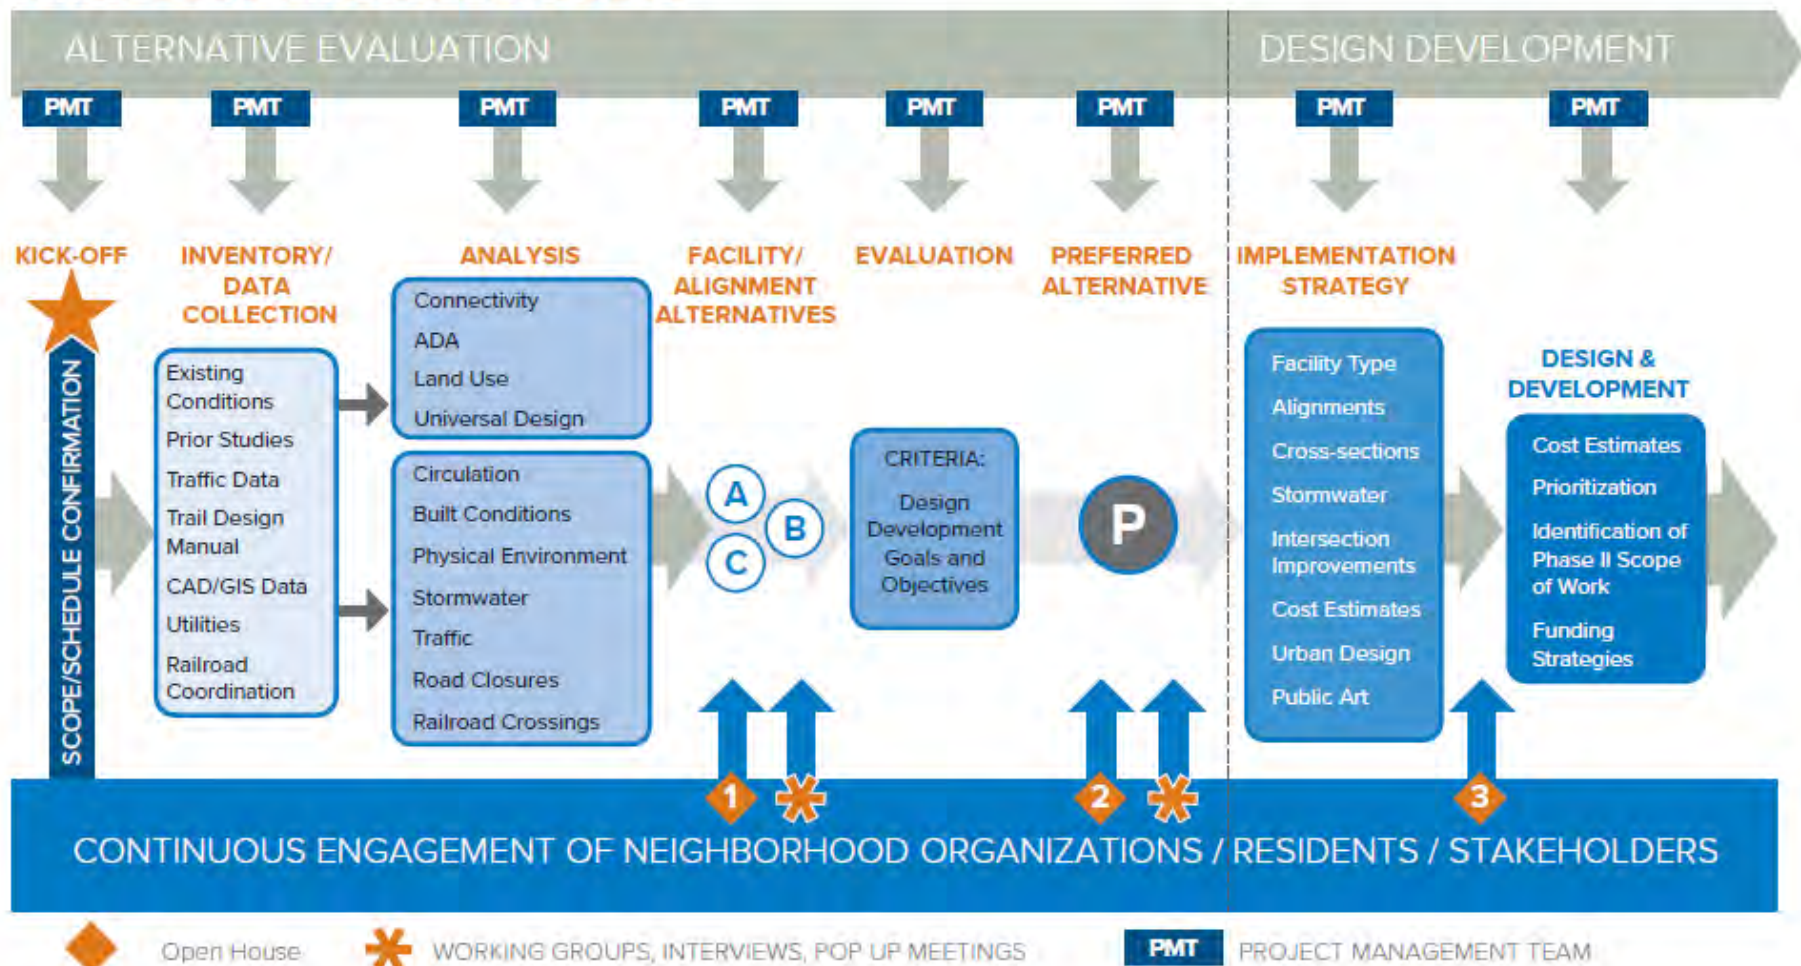 ALTERNATIVE EVALUATION
DESIGN DEVELOPMENT
PMT
PMT
PMT
PMT
PMT
PMT
PMT
PMT
KICK-OFF
SCOPE/SCHEDULE CONFIRMATION
INVENTORY/
DATA
COLLECTION
Existing
Conditions
Prior Studies
Traffic Data
Trail Design
Manual
CAD/GIS Data
Utilities
Railroad
Coordination
ANALYSIS
Connectivity
ADA
Land Use
Universal Design
Circulation
Built Conditions
Physical Environment
Stormwater
Traffic
Road Closures
Railroad Crossings
FACILITY/
ALIGNMENT
ALTERNATIVES
A
B
C
EVALUATION
CRITERIA:
Design
Development
Goals and
Objectives
PREFERRED
ALTERNATIVE
P
IMPLEMENTATION
STRATEGY
Facility Type
Alignments
Cross-sections
Stormwater
Intersection
Improvements
Cost Estimates
Urban Design
Public Art
DESIGN &
DEVELOPMENT
Cost Estimates
Prioritization
Identification of
Phase II Scope
of Work
Funding
Strategies
1
2
3
CONTINUOUS ENGAGEMENT OF NEIGHBORHOOD ORGANIZATIONS / RESIDENTS / STAKEHOLDERS
Open House
WORKING GROUPS, INTERVIEWS, POP UP MEETINGS
PMT PROJECT MANAGEMENT TEAM